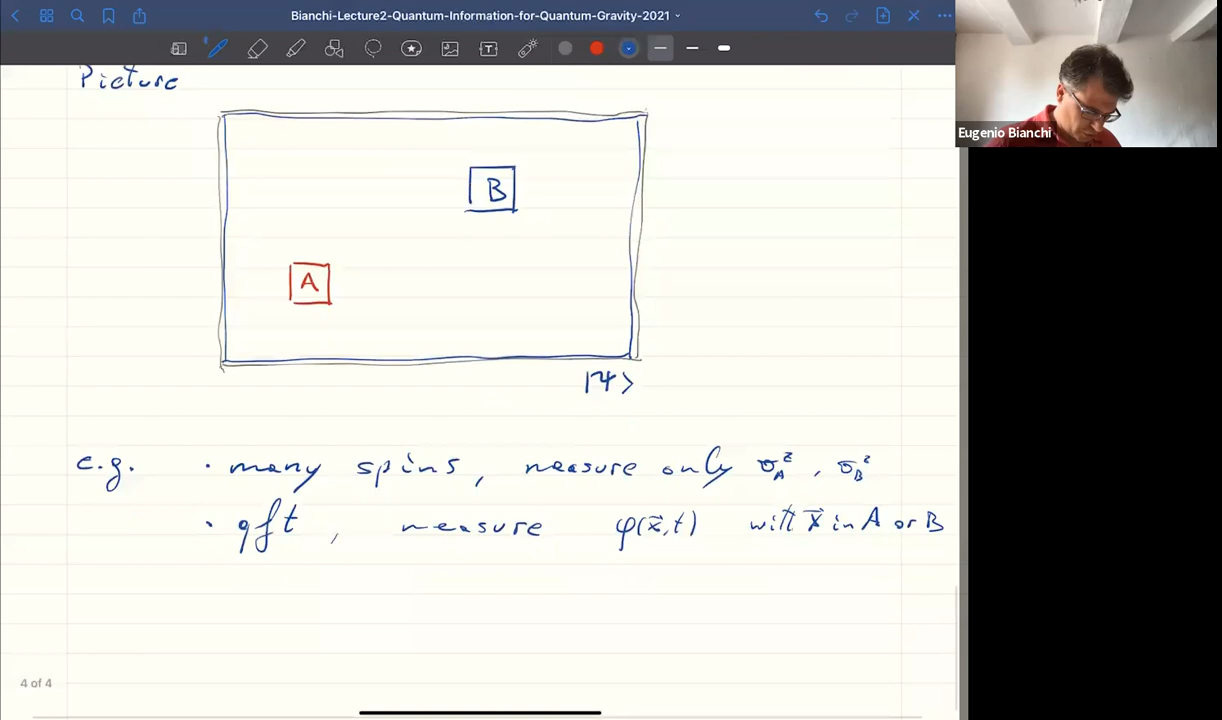 Bianchi-Lecture2-Quantum-Information-for-Quantum-Gravity-2021
T
Picture
B
A
|ψ>
Eugenio Bianchi
e.g. · many spins, measure only σ_A^z, σ_B^z
· qft, measure φ(x⃗,t) with x⃗ in A or B
4 of 4